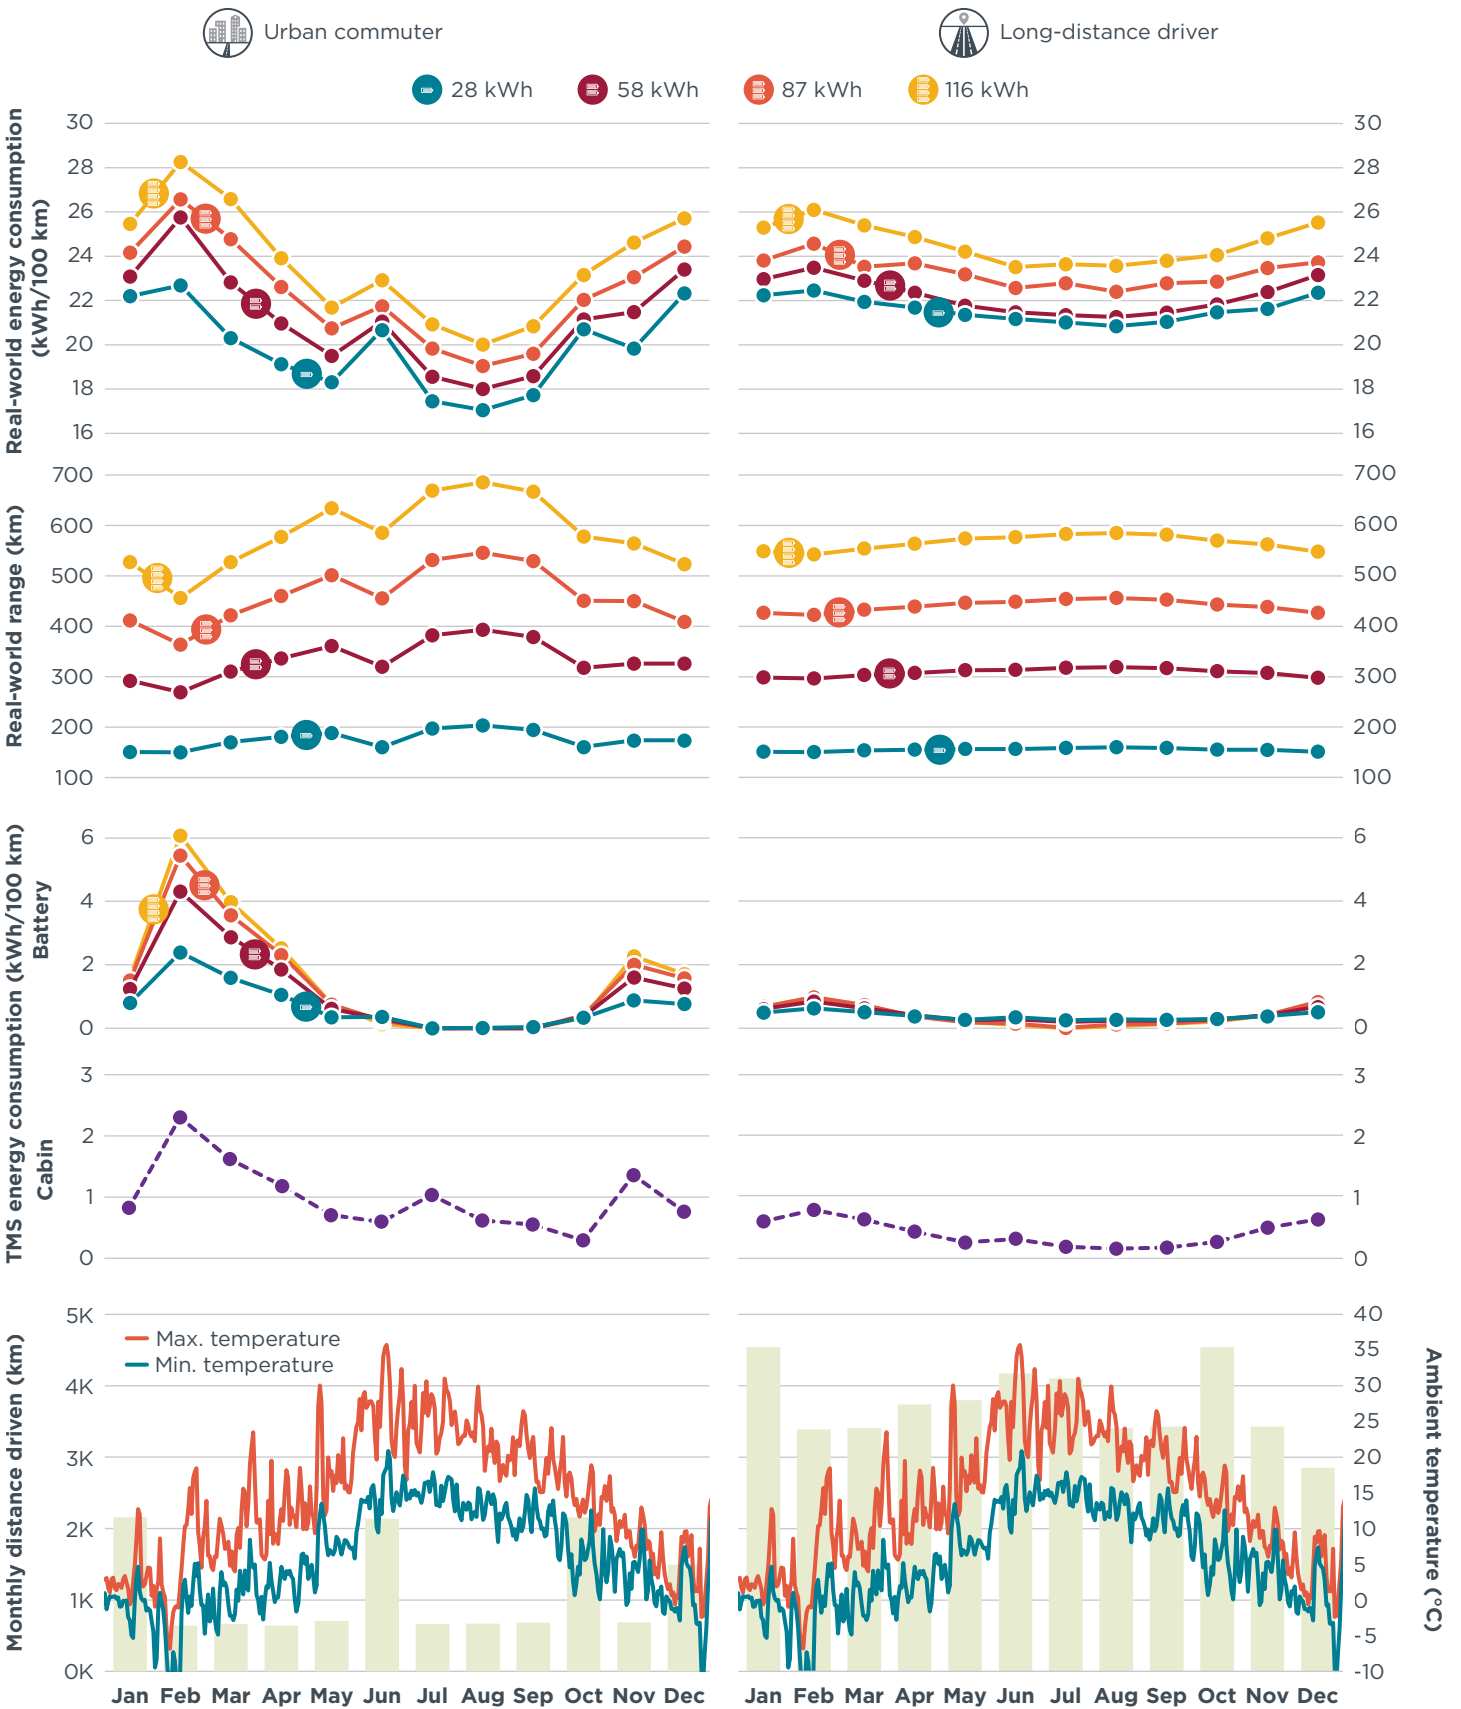 Urban commuter
Long-distance driver
28 kWh
58 kWh
87 kWh
116 kWh
Real-world energy consumption
(kWh/100 km)
30
28
26
24
22
20
18
16
30
28
26
24
22
20
18
16
Real-world range (km)
700
600
500
400
300
200
100
700
600
500
400
300
200
100
TMS energy consumption (kWh/100 km)
Battery
6
4
2
0
6
4
2
0
Cabin
3
2
1
0
3
2
1
0
Monthly distance driven (km)
5K
4K
3K
2K
1K
0K
Max. temperature
Min. temperature
40
35
30
25
20
15
10
5
0
-5
-10
Ambient temperature (°C)
Jan Feb Mar Apr May Jun Jul Aug Sep Oct Nov Dec
Jan Feb Mar Apr May Jun Jul Aug Sep Oct Nov Dec